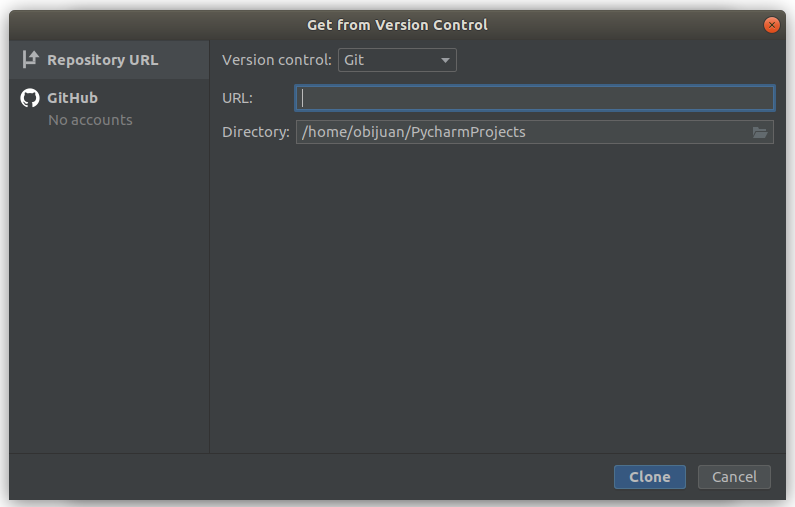 Get from Version Control
Repository URL
GitHub
No accounts
Version control: Git
URL:
Directory: /home/obijuan/PycharmProjects
Clone Cancel